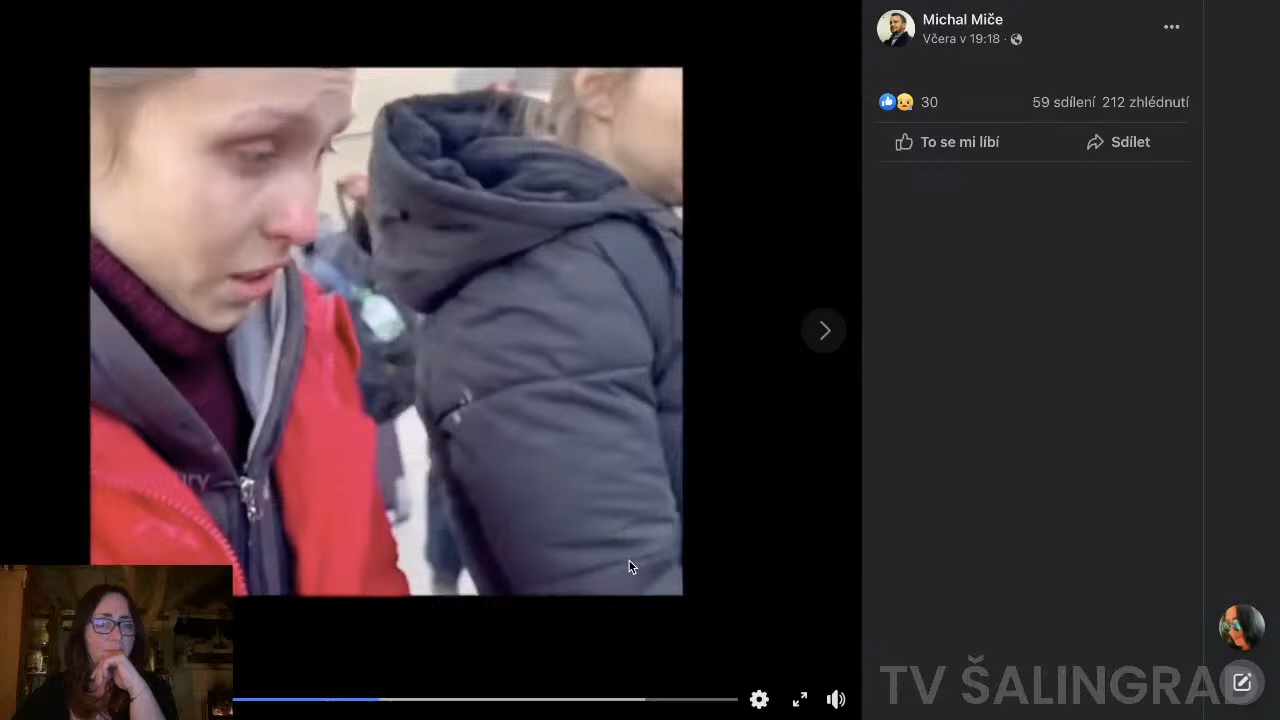 Michal Miče
Včera v 19:18 ·
30
59 sdílení 212 zhlédnutí
To se mi líbí
Sdílet
TV ŠALINGRAD